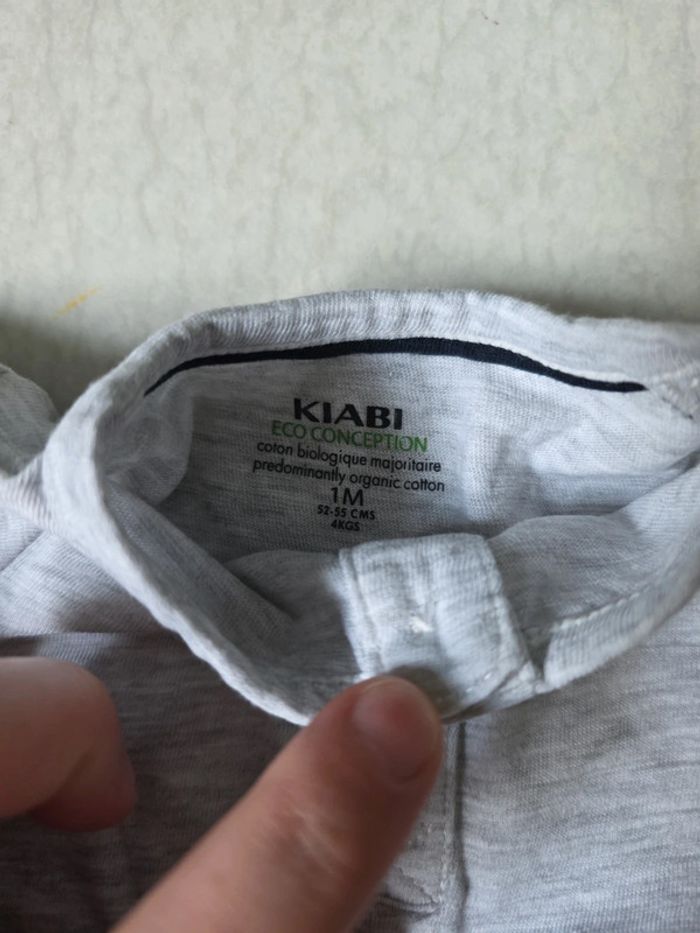 KIABI
ECO CONCEPTION
coton biologique majoritaire
predominantly organic cotton
1M
52-55 CMS
4KGS